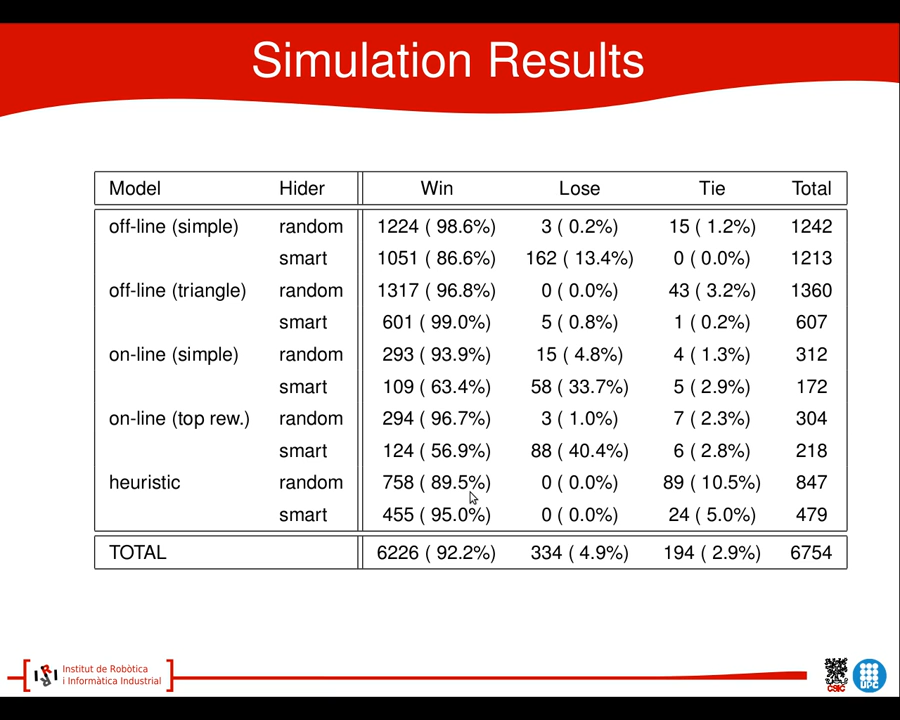 Simulation Results
Model Hider Win Lose Tie Total
off-line (simple) random 1224 ( 98.6%) 3 ( 0.2%) 15 ( 1.2%) 1242
smart 1051 ( 86.6%) 162 ( 13.4%) 0 ( 0.0%) 1213
off-line (triangle) random 1317 ( 96.8%) 0 ( 0.0%) 43 ( 3.2%) 1360
smart 601 ( 99.0%) 5 ( 0.8%) 1 ( 0.2%) 607
on-line (simple) random 293 ( 93.9%) 15 ( 4.8%) 4 ( 1.3%) 312
smart 109 ( 63.4%) 58 ( 33.7%) 5 ( 2.9%) 172
on-line (top rew.) random 294 ( 96.7%) 3 ( 1.0%) 7 ( 2.3%) 304
smart 124 ( 56.9%) 88 ( 40.4%) 6 ( 2.8%) 218
heuristic random 758 ( 89.5%) 0 ( 0.0%) 89 ( 10.5%) 847
smart 455 ( 95.0%) 0 ( 0.0%) 24 ( 5.0%) 479
TOTAL 6226 ( 92.2%) 334 ( 4.9%) 194 ( 2.9%) 6754
IRI Institut de Robòtica
i Informàtica Industrial
CSIC
UPC